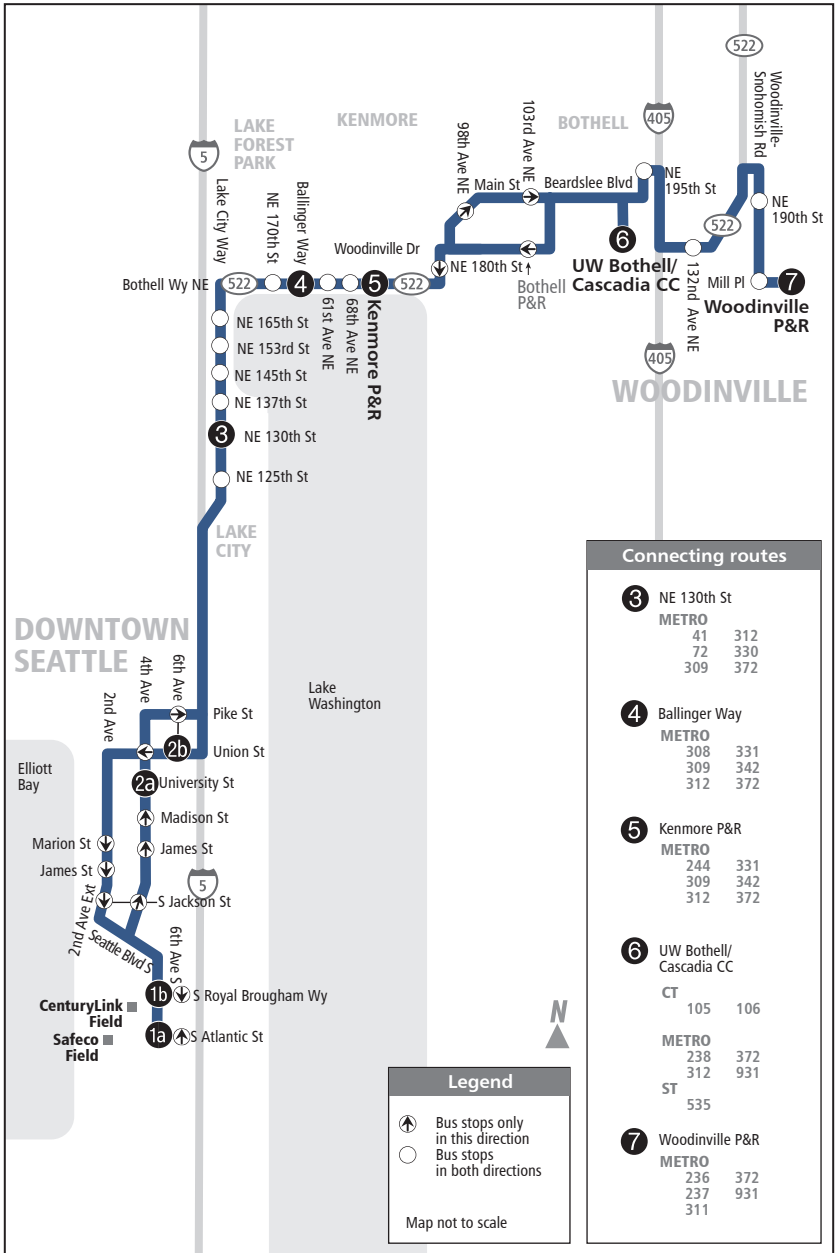 522
Woodinville-
Snohomish Rd
5
LAKE
FOREST
PARK
KENMORE
98th Ave NE
103rd Ave NE
BOTHELL
405
Lake City Way
NE 170th St
Ballinger Way
Main St
Beardslee Blvd
NE
195th St
NE
190th St
522
Woodinville Dr
6
NE 180th St
Bothell
P&R
UW Bothell/
Cascadia CC
132nd Ave NE
Mill Pl
7
Woodinville
P&R
Bothell Wy NE
522
4
5
522
61st Ave NE
68th Ave NE
Kenmore P&R
NE 165th St
NE 153rd St
NE 145th St
NE 137th St
3
NE 130th St
NE 125th St
405
WOODINVILLE
LAKE
CITY
DOWNTOWN
SEATTLE
2nd Ave
4th Ave
6th Ave
Pike St
2b
Union St
2a
University St
Madison St
James St
Lake
Washington
Elliott
Bay
Marion St
James St
S Jackson St
5
2nd Ave Ext
Seattle Blvd S
6th Ave S
1b
S Royal Brougham Wy
CenturyLink
Field
1a
S Atlantic St
Safeco
Field
N
Legend
Bus stops only
in this direction
Bus stops
in both directions
Map not to scale
Connecting routes
3 NE 130th St
METRO
41 312
72 330
309 372
4 Ballinger Way
METRO
308 331
309 342
312 372
5 Kenmore P&R
METRO
244 331
309 342
312 372
6 UW Bothell/
Cascadia CC
CT
105 106
METRO
238 372
312 931
ST
535
7 Woodinville P&R
METRO
236 372
237 931
311